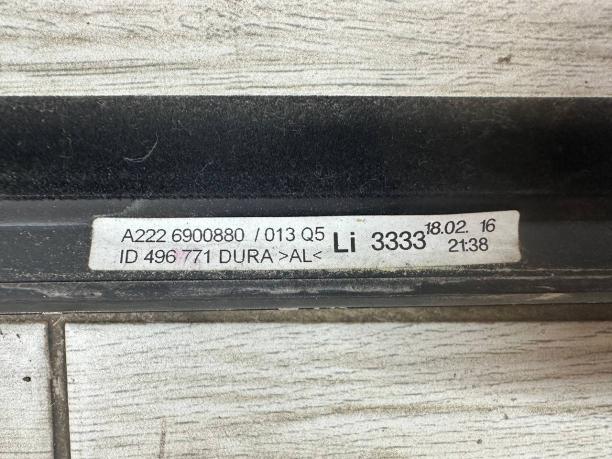 A222 6900880 / 013 Q5
ID 496 771 DURA >AL<
Li 3333
18.02. 16
21:38